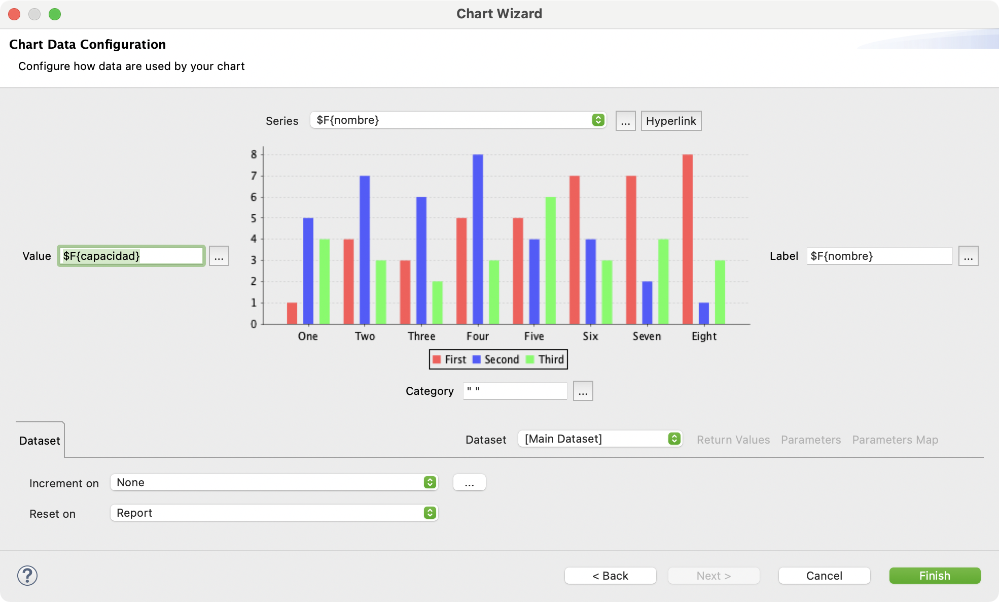 Chart Wizard
Chart Data Configuration
Configure how data are used by your chart
Series $F{nombre} ... Hyperlink
8
7
6
5
4
3
2
1
0
Value $F{capacidad} ...
Label $F{nombre} ...
One Two Three Four Five Six Seven Eight
First Second Third
Category " " ...
Dataset
Dataset [Main Dataset] Return Values Parameters Parameters Map
Increment on None ...
Reset on Report
? < Back Next > Cancel Finish